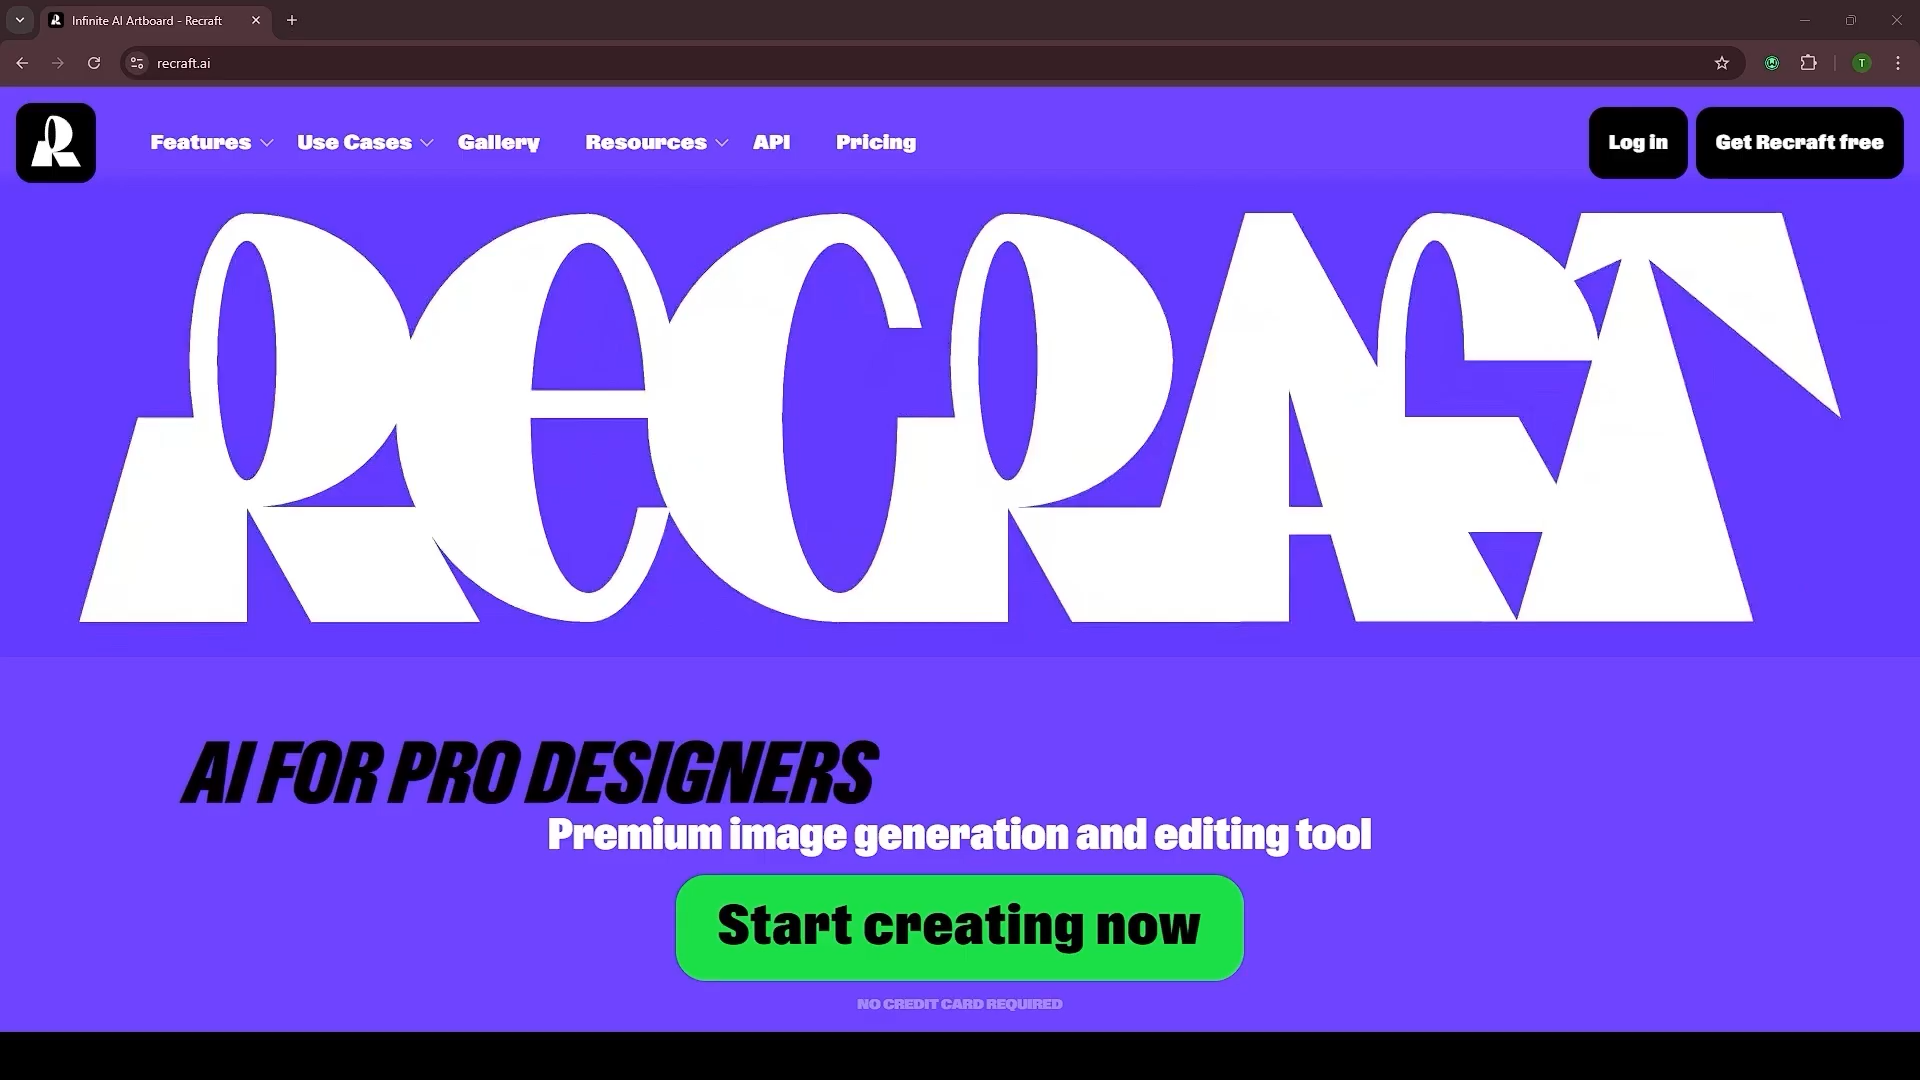 Infinite AI Artboard - Recraft
recraft.ai
T
R
Features
Use Cases
Gallery
Resources
API
Pricing
Log in
Get Recraft free
RECRAFT
AI FOR PRO DESIGNERS
Premium image generation and editing tool
Start creating now
NO CREDIT CARD REQUIRED